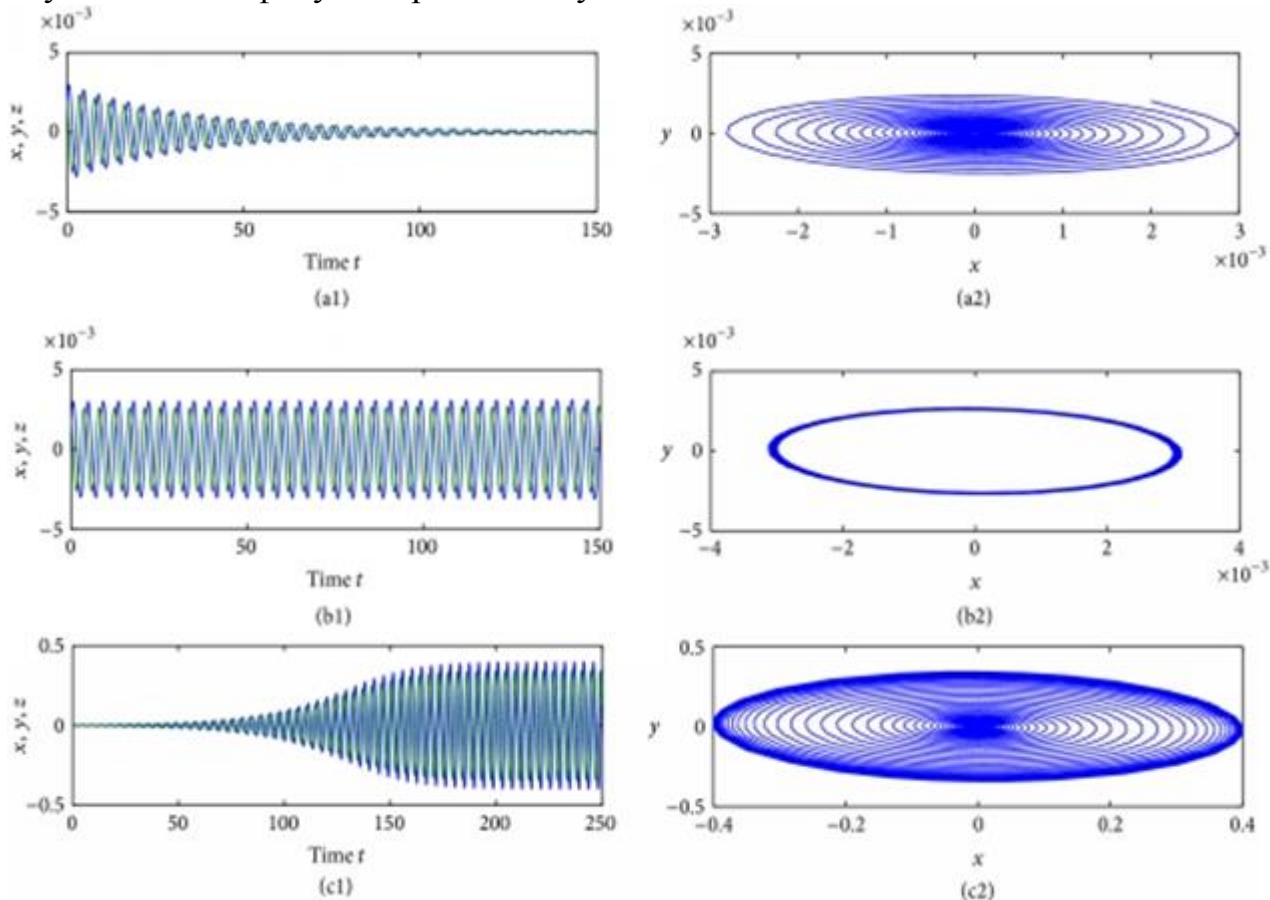 ×10⁻³
5
0
−5
x, y, z
0 50 100 150
Time t
(a1)
×10⁻³
5
y 0
−5
−3 −2 −1 0 1 2 3
×10⁻³
x
(a2)
×10⁻³
5
0
−5
x, y, z
0 50 100 150
Time t
(b1)
×10⁻³
5
y 0
−5
−4 −2 0 2 4
×10⁻³
x
(b2)
0.5
0
−0.5
x, y, z
0 50 100 150 200 250
Time t
(c1)
0.5
y 0
−0.5
−0.4 −0.2 0 0.2 0.4
x
(c2)